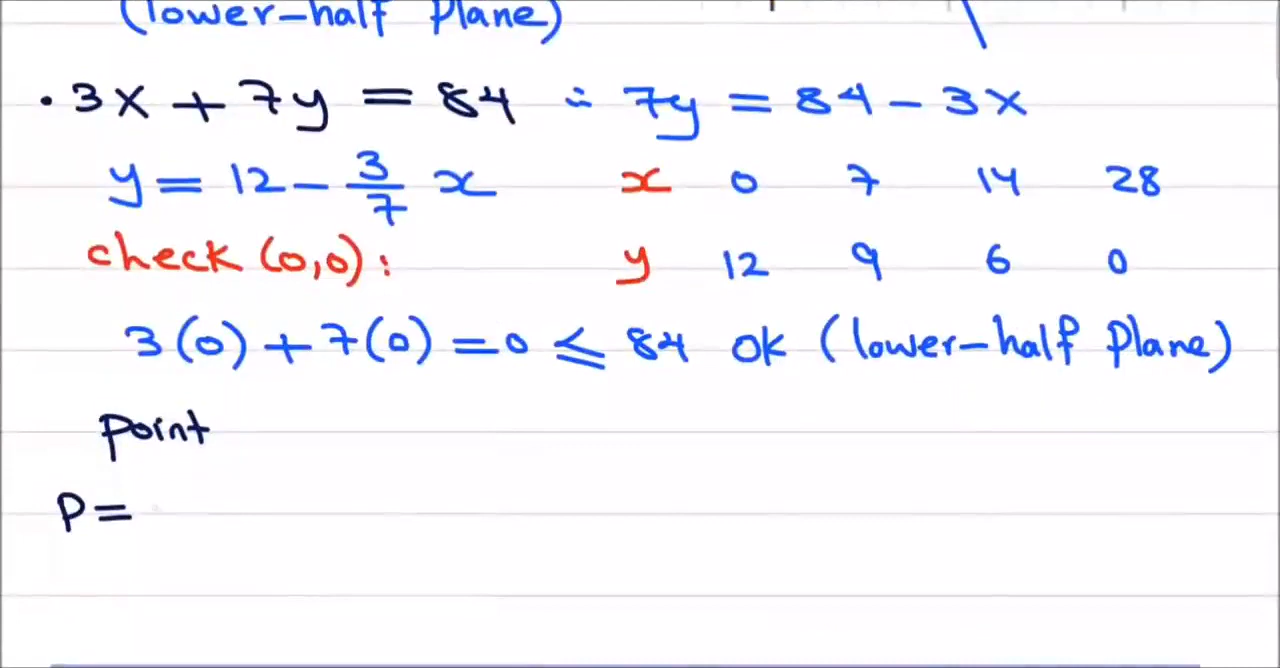 (lower-half plane)
• 3x + 7y = 84 ∴ 7y = 84 - 3x
y = 12 - 3/7 x
x 0 7 14 28
check (0,0):
y 12 9 6 0
3(0) + 7(0) = 0 ≤ 84 ok (lower-half plane)
point
P =